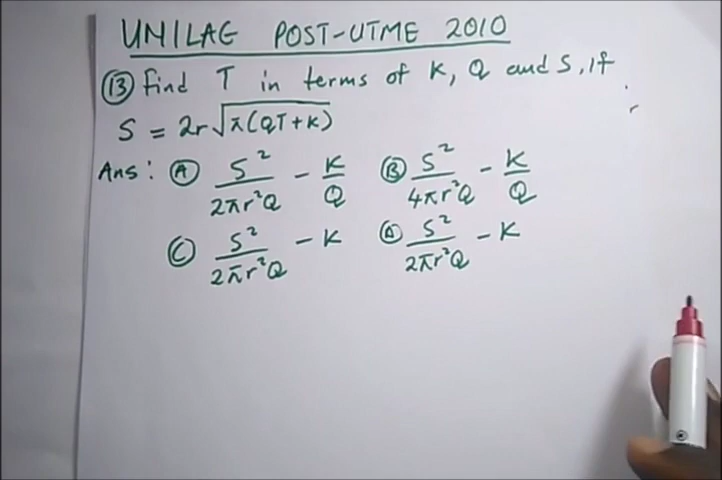 UNILAG POST-UTME 2010
(13) find T in terms of K, Q and S, if
S = 2r√(π(QT+K))
Ans: (A) S²/2πr²Q - K/Q (B) S²/4πr²Q - K/Q
(C) S²/2πr²Q - K (D) S²/2πr²Q - K